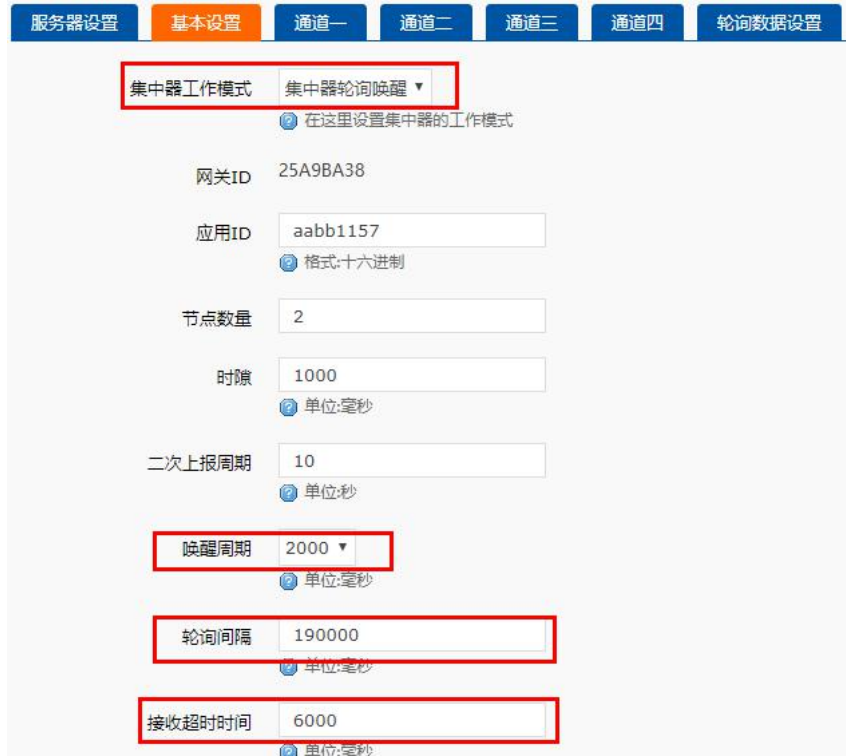 服务器设置 基本设置 通道一 通道二 通道三 通道四 轮询数据设置
集中器工作模式 集中器轮询唤醒
在这里设置集中器的工作模式
网关ID 25A9BA38
应用ID aabb1157
格式:十六进制
节点数量 2
时隙 1000
单位:毫秒
二次上报周期 10
单位:秒
唤醒周期 2000
单位:毫秒
轮询间隔 190000
单位:毫秒
接收超时时间 6000
单位:毫秒